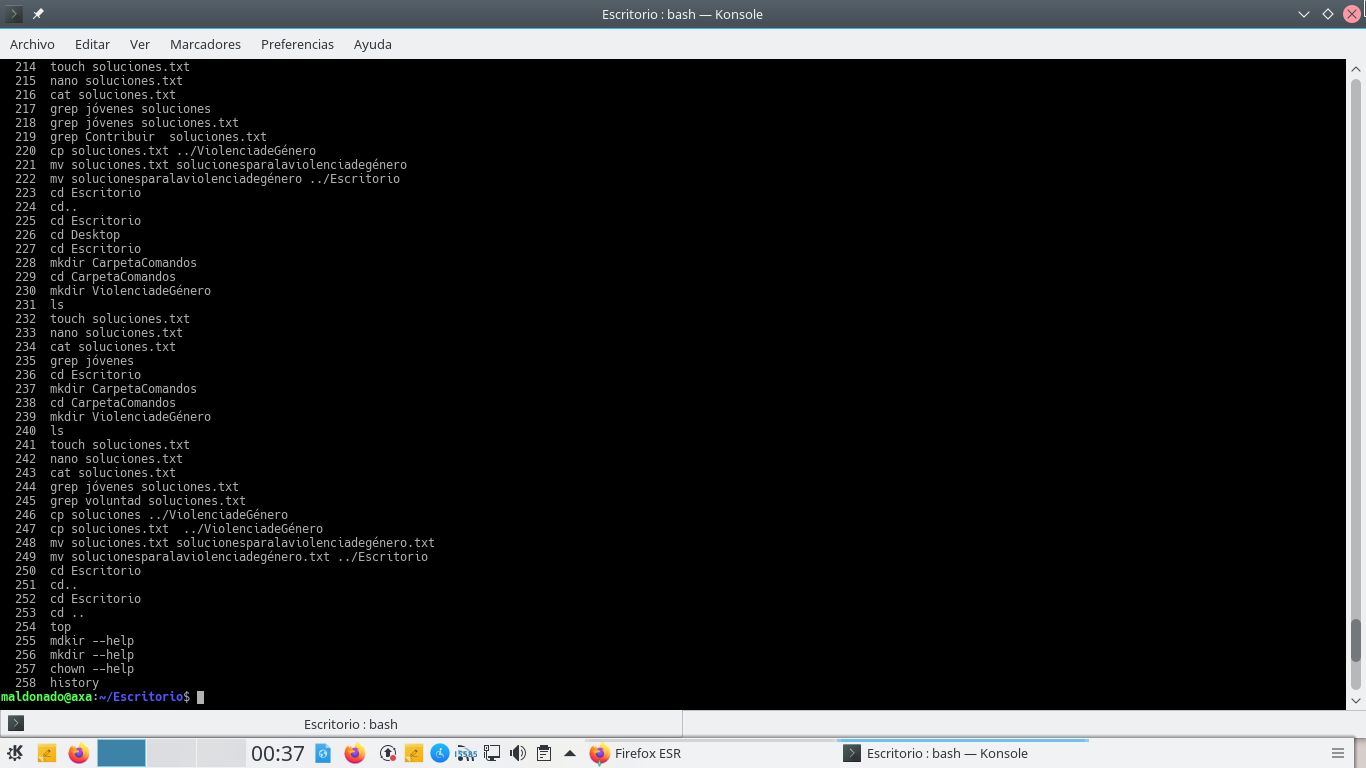 Escritorio : bash — Konsole
Archivo Editar Ver Marcadores Preferencias Ayuda
214 touch soluciones.txt
215 nano soluciones.txt
216 cat soluciones.txt
217 grep jóvenes soluciones
218 grep jóvenes soluciones.txt
219 grep Contribuir  soluciones.txt
220 cp soluciones.txt ../ViolenciadeGénero
221 mv soluciones.txt solucionesparalaviolenciadegénero
222 mv solucionesparalaviolenciadegénero ../Escritorio
223 cd Escritorio
224 cd..
225 cd Escritorio
226 cd Desktop
227 cd Escritorio
228 mkdir CarpetaComandos
229 cd CarpetaComandos
230 mkdir ViolenciadeGénero
231 ls
232 touch soluciones.txt
233 nano soluciones.txt
234 cat soluciones.txt
235 grep jóvenes
236 cd Escritorio
237 mkdir CarpetaComandos
238 cd CarpetaComandos
239 mkdir ViolenciadeGénero
240 ls
241 touch soluciones.txt
242 nano soluciones.txt
243 cat soluciones.txt
244 grep jóvenes soluciones.txt
245 grep voluntad soluciones.txt
246 cp soluciones ../ViolenciadeGénero
247 cp soluciones.txt  ../ViolenciadeGénero
248 mv soluciones.txt solucionesparalaviolenciadegénero.txt
249 mv solucionesparalaviolenciadegénero.txt ../Escritorio
250 cd Escritorio
251 cd..
252 cd Escritorio
253 cd ..
254 top
255 mdkir --help
256 mkdir --help
257 chown --help
258 history
maldonado@axa:~/Escritorio$
Escritorio : bash
00:37 Firefox ESR Escritorio : bash — Konsole